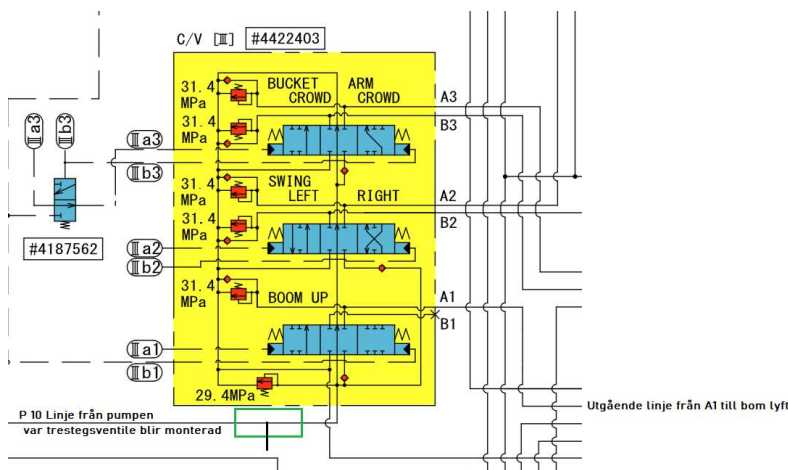 C/V [Ⅲ] #4422403
31.4
MPa
BUCKET
CROWD
ARM
CROWD
A3
31.4
MPa
B3
Ⅲa3
Ⅲb3
Ⅲa3
Ⅲb3
31.4
MPa
SWING
LEFT
RIGHT
A2
31.4
MPa
B2
#4187562
Ⅲa2
Ⅲb2
31.4
MPa
BOOM UP
A1
B1
Ⅲa1
Ⅲb1
29.4MPa
P 10 Linje från pumpen
var trestegsventile blir monterad
Utgående linje från A1 till bom lyft